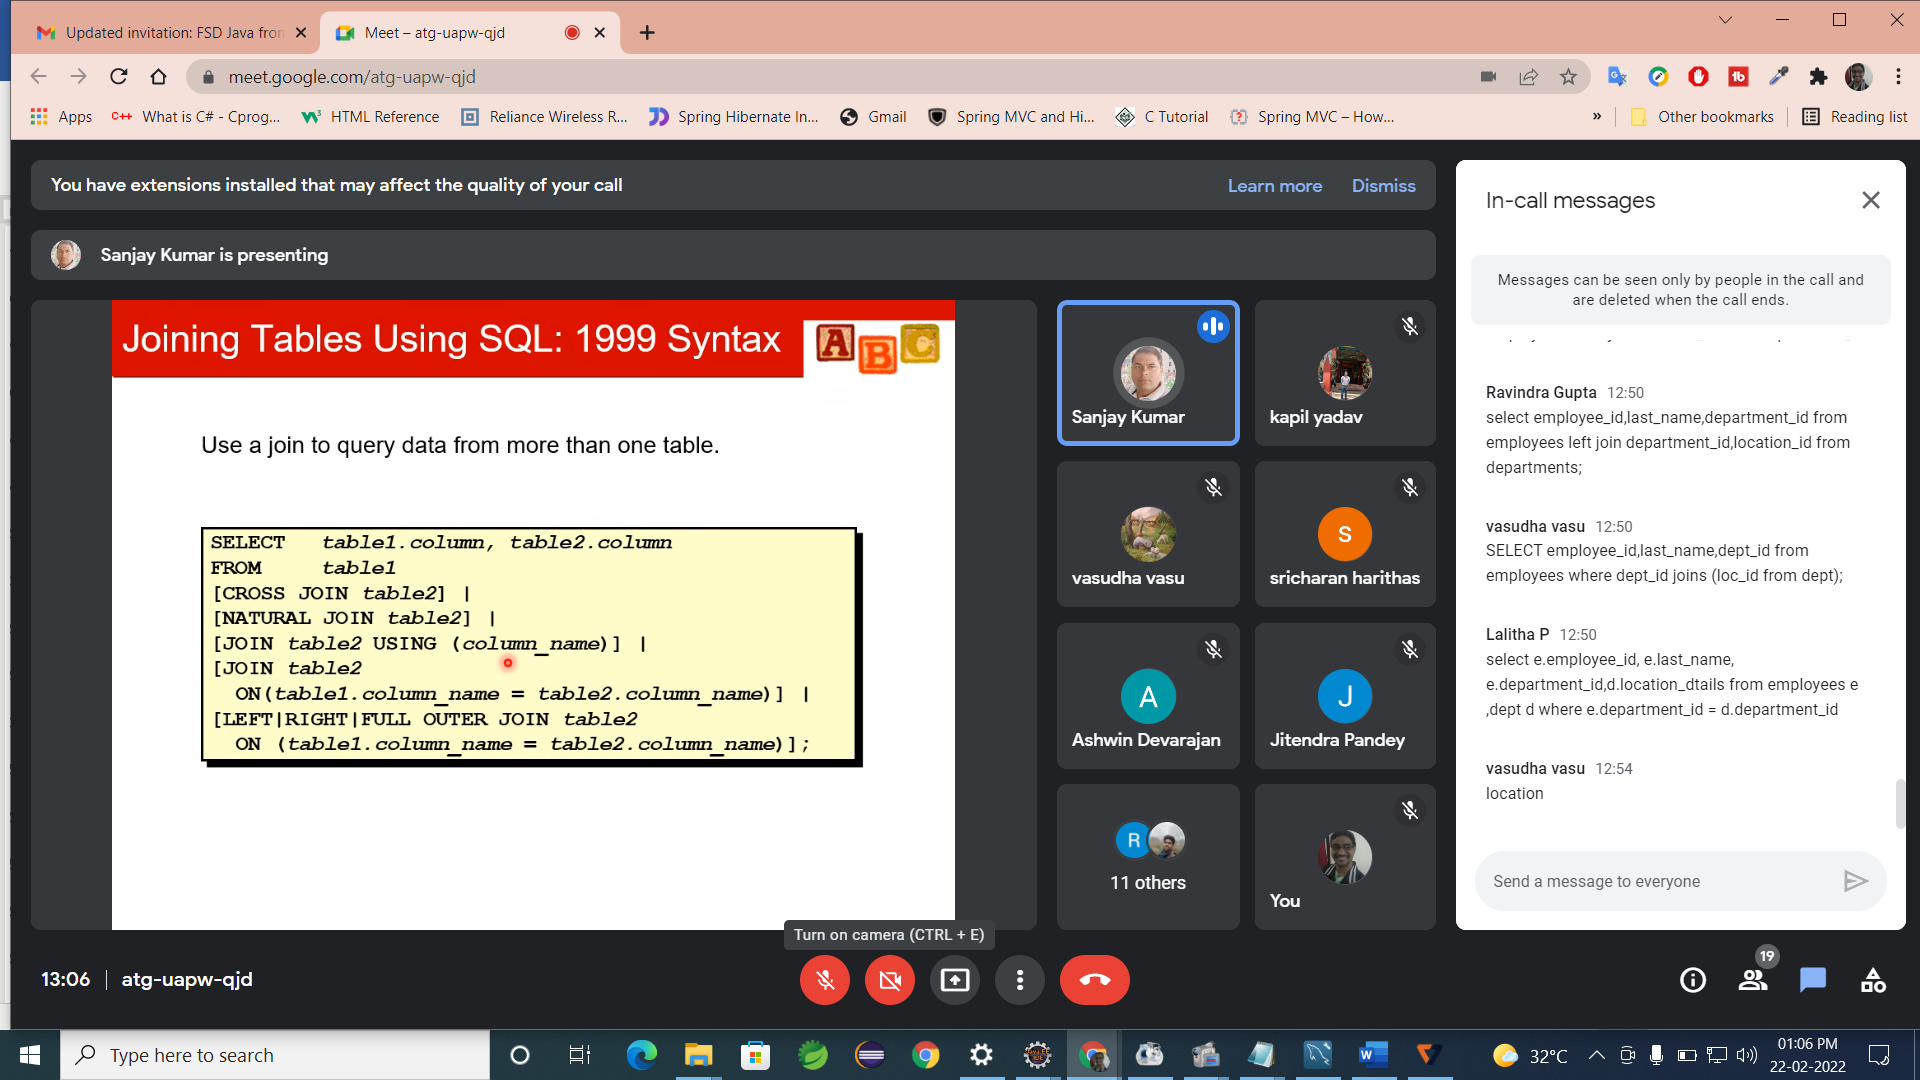 Updated invitation: FSD Java fron
Meet – atg-uapw-qjd
meet.google.com/atg-uapw-qjd
Apps
What is C# - Cprog...
HTML Reference
Reliance Wireless R...
Spring Hibernate In...
Gmail
Spring MVC and Hi...
C Tutorial
Spring MVC – How...
»
Other bookmarks
Reading list
You have extensions installed that may affect the quality of your call
Learn more
Dismiss
Sanjay Kumar is presenting
Joining Tables Using SQL: 1999 Syntax
A B C
Use a join to query data from more than one table.
SELECT table1.column, table2.column
FROM table1
[CROSS JOIN table2] |
[NATURAL JOIN table2] |
[JOIN table2 USING (column_name)] |
[JOIN table2
ON(table1.column_name = table2.column_name)] |
[LEFT|RIGHT|FULL OUTER JOIN table2
ON (table1.column_name = table2.column_name)];
Sanjay Kumar
kapil yadav
vasudha vasu
S
sricharan harithas
A
Ashwin Devarajan
J
Jitendra Pandey
R
11 others
You
In-call messages
Messages can be seen only by people in the call and
are deleted when the call ends.
Ravindra Gupta 12:50
select employee_id,last_name,department_id from
employees left join department_id,location_id from
departments;
vasudha vasu 12:50
SELECT employee_id,last_name,dept_id from
employees where dept_id joins (loc_id from dept);
Lalitha P 12:50
select e.employee_id, e.last_name,
e.department_id,d.location_dtails from employees e
,dept d where e.department_id = d.department_id
vasudha vasu 12:54
location
Send a message to everyone
Turn on camera (CTRL + E)
13:06 | atg-uapw-qjd
19
Type here to search
32°C
01:06 PM
22-02-2022